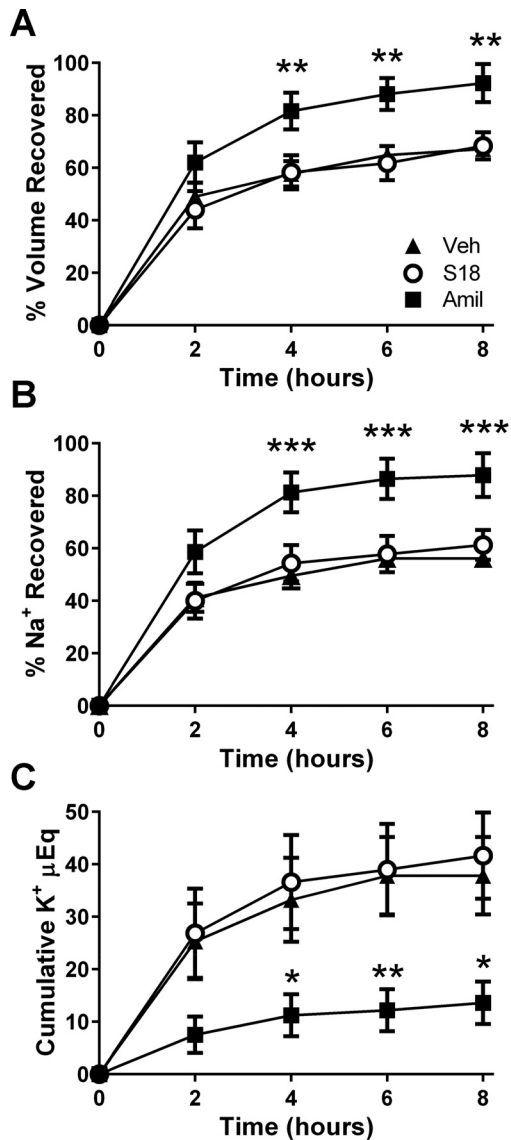 A
% Volume Recovered
100
80
60
40
20
0
** ** **
Veh
S18
Amil
0 2 4 6 8
Time (hours)
B
% Na⁺ Recovered
100
80
60
40
20
0
*** *** ***
0 2 4 6 8
Time (hours)
C
Cumulative K⁺ μEq
50
40
30
20
10
0
* ** *
0 2 4 6 8
Time (hours)